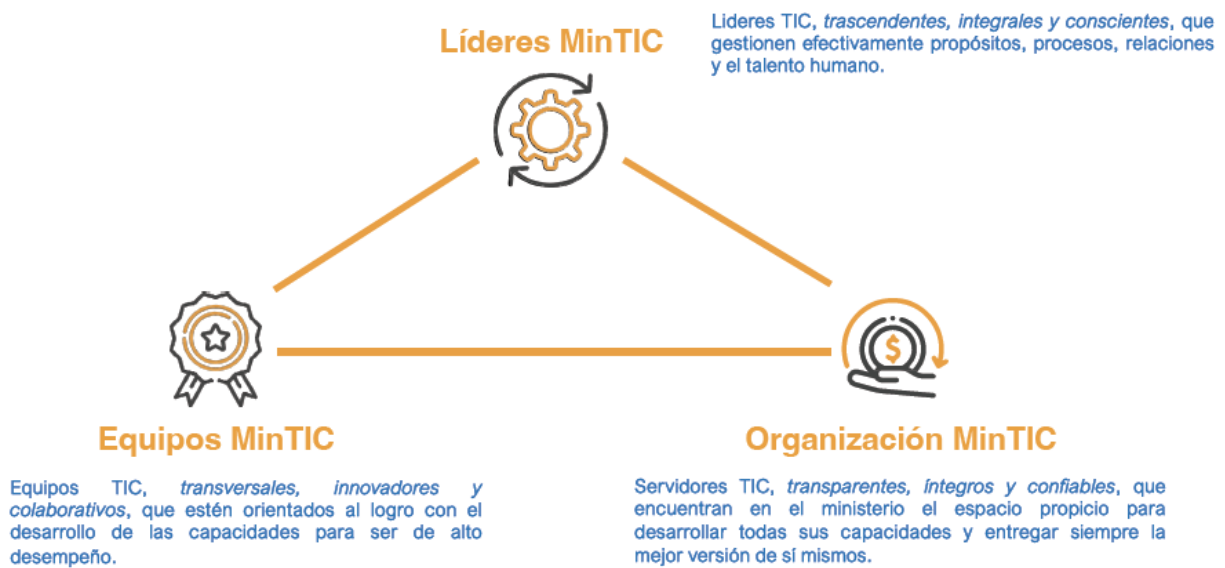 Líderes MinTIC
Lideres TIC, trascendentes, integrales y conscientes, que
gestionen efectivamente propósitos, procesos, relaciones
y el talento humano.
$
Equipos MinTIC
Equipos TIC, transversales, innovadores y
colaborativos, que estén orientados al logro con el
desarrollo de las capacidades para ser de alto
desempeño.
Organización MinTIC
Servidores TIC, transparentes, íntegros y confiables, que
encuentran en el ministerio el espacio propicio para
desarrollar todas sus capacidades y entregar siempre la
mejor versión de sí mismos.